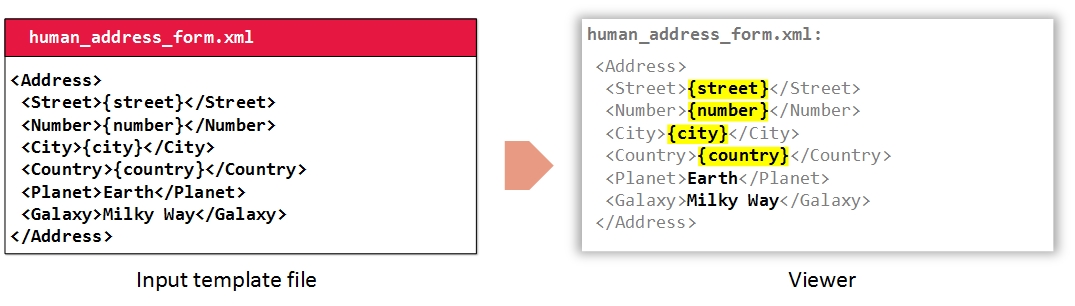 human_address_form.xml
<Address>
<Street>{street}</Street>
<Number>{number}</Number>
<City>{city}</City>
<Country>{country}</Country>
<Planet>Earth</Planet>
<Galaxy>Milky Way</Galaxy>
</Address>
Input template file
human_address_form.xml:
<Address>
<Street>{street}</Street>
<Number>{number}</Number>
<City>{city}</City>
<Country>{country}</Country>
<Planet>Earth</Planet>
<Galaxy>Milky Way</Galaxy>
</Address>
Viewer